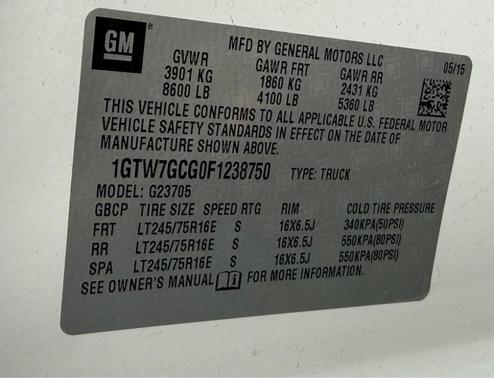 GM
MFD BY GENERAL MOTORS LLC
05/15
GVWR GAWR FRT GAWR RR
3901 KG 1860 KG 2431 KG
8600 LB 4100 LB 5360 LB
THIS VEHICLE CONFORMS TO ALL APPLICABLE U.S. FEDERAL MOTOR
VEHICLE SAFETY STANDARDS IN EFFECT ON THE DATE OF
MANUFACTURE SHOWN ABOVE.
1GTW7GCG0F1238750 TYPE: TRUCK
MODEL: G23705
GBCP TIRE SIZE SPEED RTG RIM COLD TIRE PRESSURE
FRT LT245/75R16E S 16X6.5J 340KPA(50PSI)
RR LT245/75R16E S 16X6.5J 550KPA(80PSI)
SPA LT245/75R16E S 16X6.5J 550KPA(80PSI)
SEE OWNER'S MANUAL FOR MORE INFORMATION.